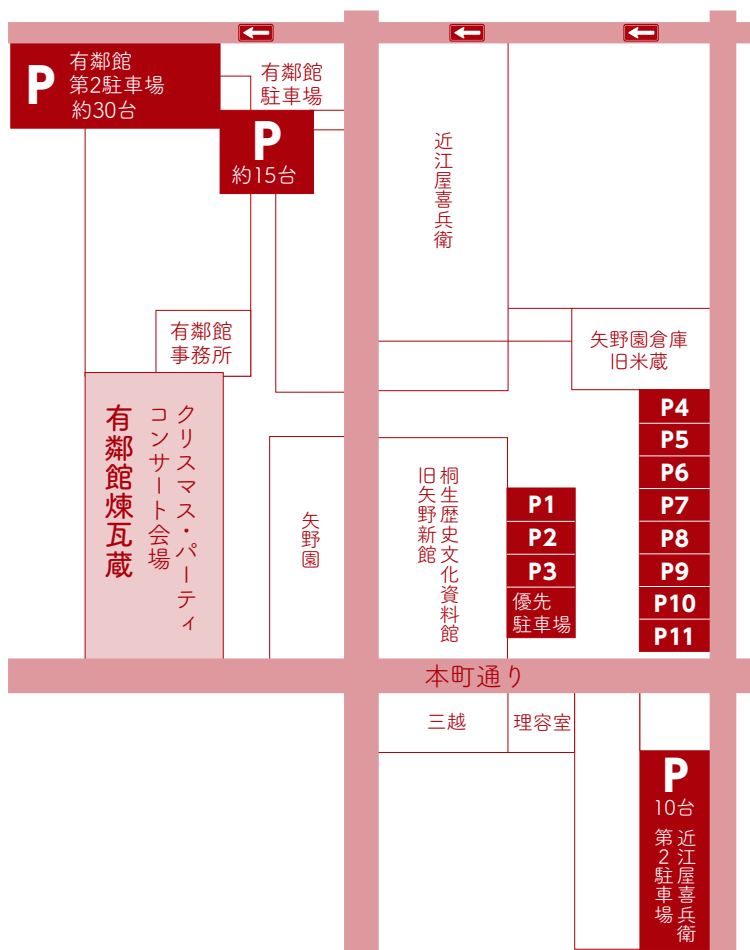 P
有鄰館
第2駐車場
約30台
有鄰館
駐車場
P
約15台
近江屋喜兵衛
有鄰館
事務所
矢野園倉庫
旧米蔵
クリスマス・パーティ
コンサート会場
有鄰館煉瓦蔵
矢野園
桐生歴史文化資料館
旧矢野新館
P1
P2
P3
優先
駐車場
P4
P5
P6
P7
P8
P9
P10
P11
本町通り
三越
理容室
P
10台
近江屋喜兵衛
第2駐車場